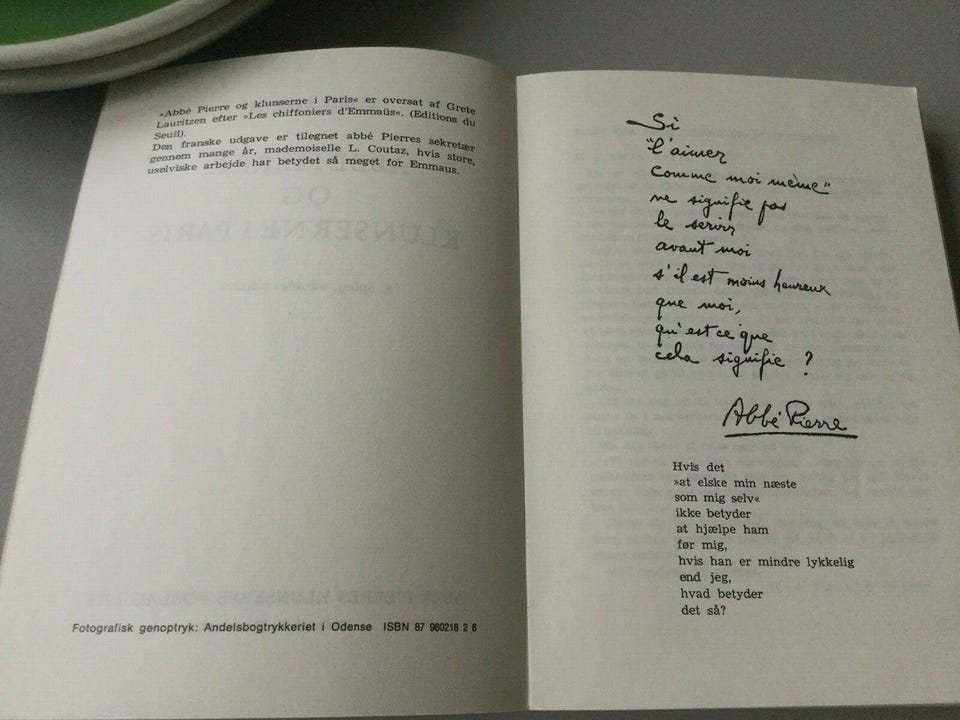 »Abbé Pierre og klunserne i Paris« er oversat af Grete
Lauritzen efter »Les chiffoniers d'Emmaüs«. (Editions du
Seuil).
Den franske udgave er tilegnet abbé Pierres sekretær
gennem mange år, mademoiselle L. Coutaz, hvis store,
uselviske arbejde har betydet så meget for Emmaus.
OG
KLUNSERNE I PARIS
Fotografisk genoptryk: Andelsbogtrykkeriet i Odense ISBN 87 980218 2 6
Si
"l'aimer
comme moi même"
ne signifie pas
le servir
avant moi
s'il est moins heureux
que moi,
qu'est ce que
cela signifie ?
Abbé Pierre
Hvis det
»at elske min næste
som mig selv«
ikke betyder
at hjælpe ham
før mig,
hvis han er mindre lykkelig
end jeg,
hvad betyder
det så?